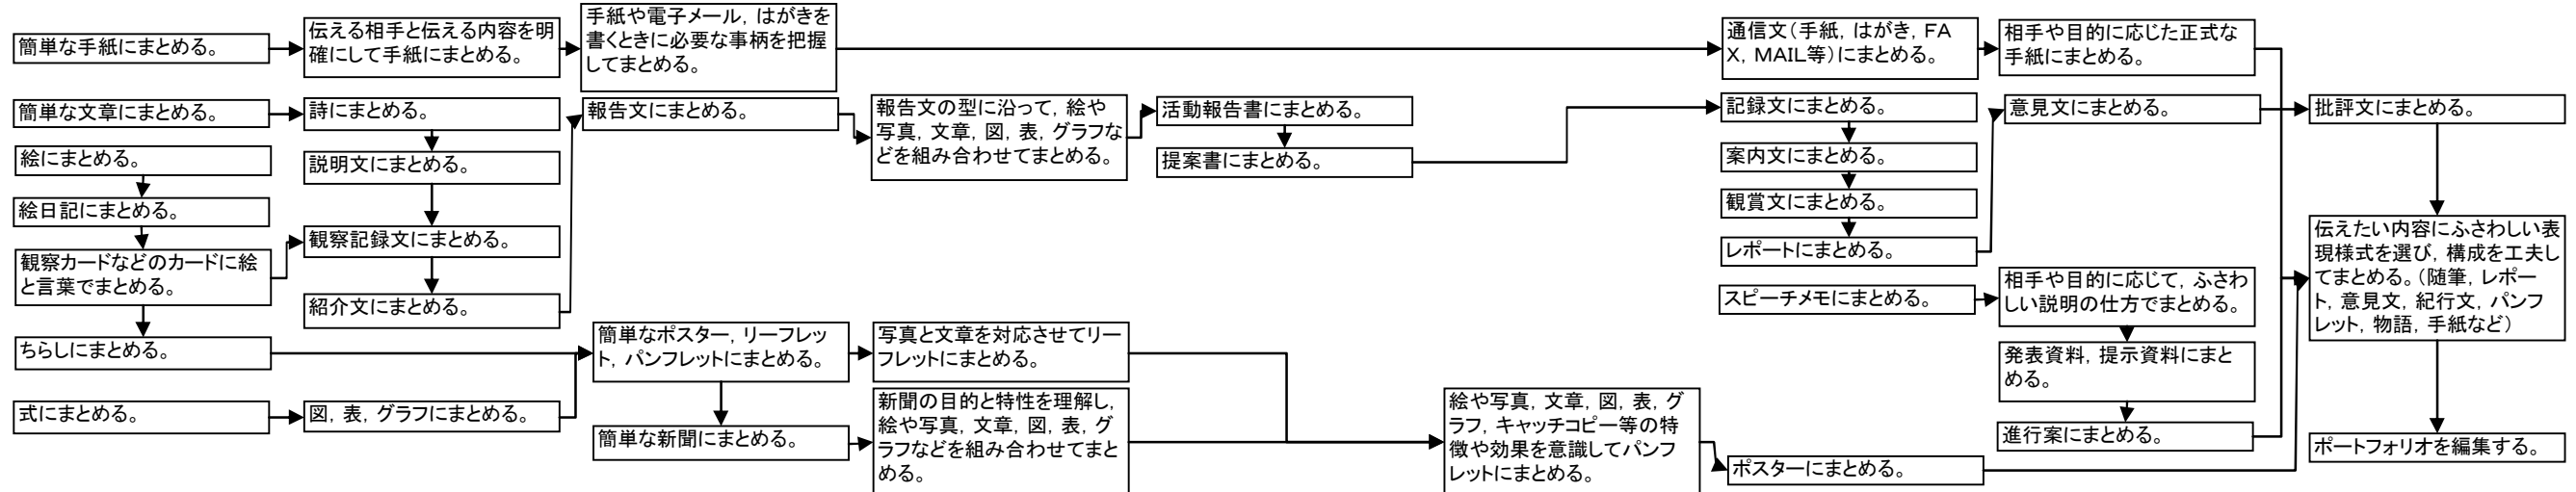 簡単な手紙にまとめる。
伝える相手と伝える内容を明
確にして手紙にまとめる。
手紙や電子メール，はがきを
書くときに必要な事柄を把握
してまとめる。
通信文（手紙，はがき，FA
X，MAIL等）にまとめる。
相手や目的に応じた正式な
手紙にまとめる。
簡単な文章にまとめる。
詩にまとめる。
報告文にまとめる。
報告文の型に沿って，絵や
写真，文章，図，表，グラフな
どを組み合わせてまとめる。
活動報告書にまとめる。
提案書にまとめる。
記録文にまとめる。
意見文にまとめる。
批評文にまとめる。
絵にまとめる。
説明文にまとめる。
案内文にまとめる。
絵日記にまとめる。
観賞文にまとめる。
観察記録文にまとめる。
レポートにまとめる。
観察カードなどのカードに絵
と言葉でまとめる。
紹介文にまとめる。
スピーチメモにまとめる。
相手や目的に応じて，ふさわ
しい説明の仕方でまとめる。
伝えたい内容にふさわしい表
現様式を選び，構成を工夫し
てまとめる。（随筆，レポー
ト，意見文，紀行文，パンフ
レット，物語，手紙など）
ちらしにまとめる。
簡単なポスター，リーフレッ
ト，パンフレットにまとめる。
写真と文章を対応させてリー
フレットにまとめる。
発表資料，提示資料にまと
める。
式にまとめる。
図，表，グラフにまとめる。
簡単な新聞にまとめる。
新聞の目的と特性を理解し，
絵や写真，文章，図，表，グ
ラフなどを組み合わせてまと
める。
絵や写真，文章，図，表，グ
ラフ，キャッチコピー等の特
徴や効果を意識してパンフ
レットにまとめる。
進行案にまとめる。
ポスターにまとめる。
ポートフォリオを編集する。